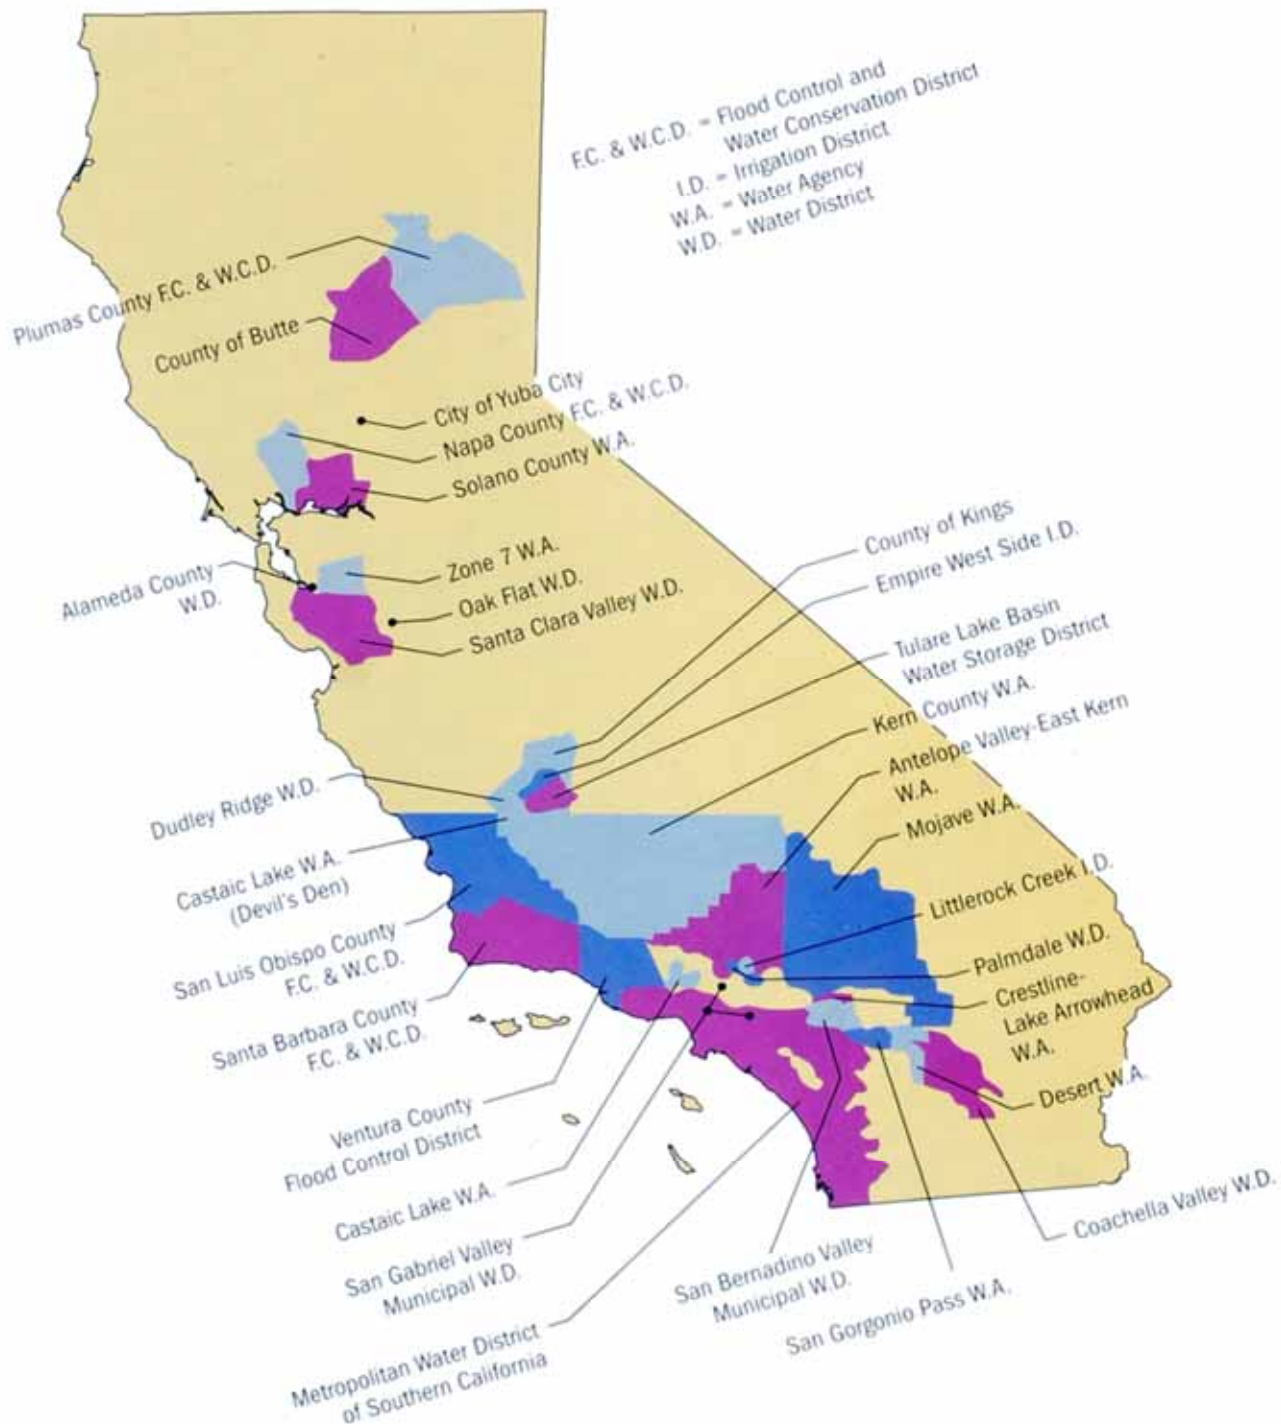 F.C. & W.C.D. = Flood Control and
Water Conservation District
I.D. = Irrigation District
W.A. = Water Agency
W.D. = Water District
Plumas County F.C. & W.C.D.
County of Butte
City of Yuba City
Napa County F.C. & W.C.D.
Solano County W.A.
Alameda County
W.D.
Zone 7 W.A.
Oak Flat W.D.
Santa Clara Valley W.D.
County of Kings
Empire West Side I.D.
Tulare Lake Basin
Water Storage District
Kern County W.A.
Antelope Valley-East Kern
W.A.
Mojave W.A.
Littlerock Creek I.D.
Palmdale W.D.
Crestline-
Lake Arrowhead
W.A.
Desert W.A.
Coachella Valley W.D.
Dudley Ridge W.D.
Castaic Lake W.A.
(Devil's Den)
San Luis Obispo County
F.C. & W.C.D.
Santa Barbara County
F.C. & W.C.D.
Ventura County
Flood Control District
Castaic Lake W.A.
San Gabriel Valley
Municipal W.D.
Metropolitan Water District
of Southern California
San Bernadino Valley
Municipal W.D.
San Gorgonio Pass W.A.